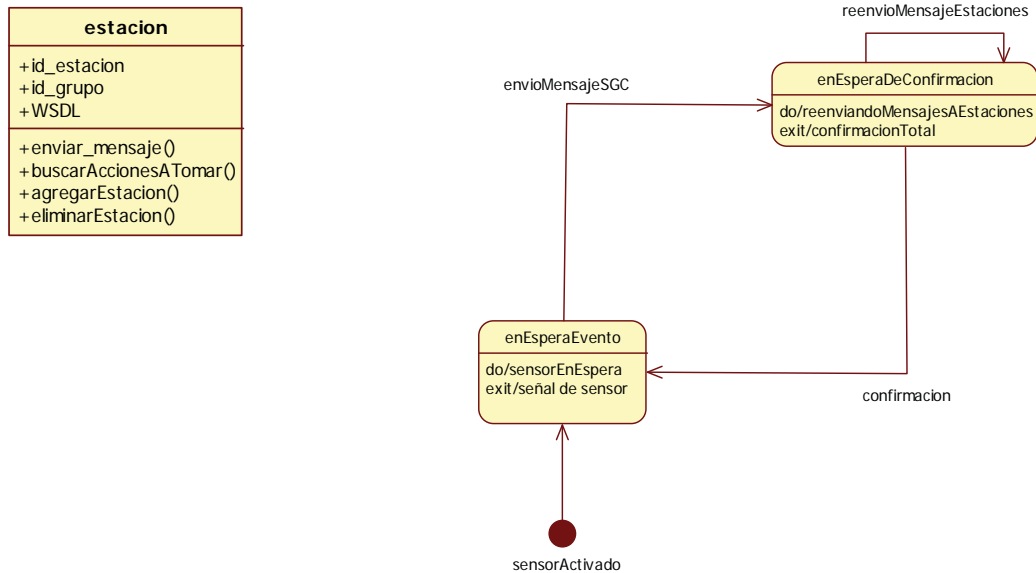 estacion
+id_estacion
+id_grupo
+WSDL
+enviar_mensaje()
+buscarAccionesATomar()
+agregarEstacion()
+eliminarEstacion()
reenvioMensajeEstaciones
enEsperaDeConfirmacion
do/reenviandoMensajesAEstaciones
exit/confirmacionTotal
envioMensajeSGC
enEsperaEvento
do/sensorEnEspera
exit/señal de sensor
confirmacion
sensorActivado